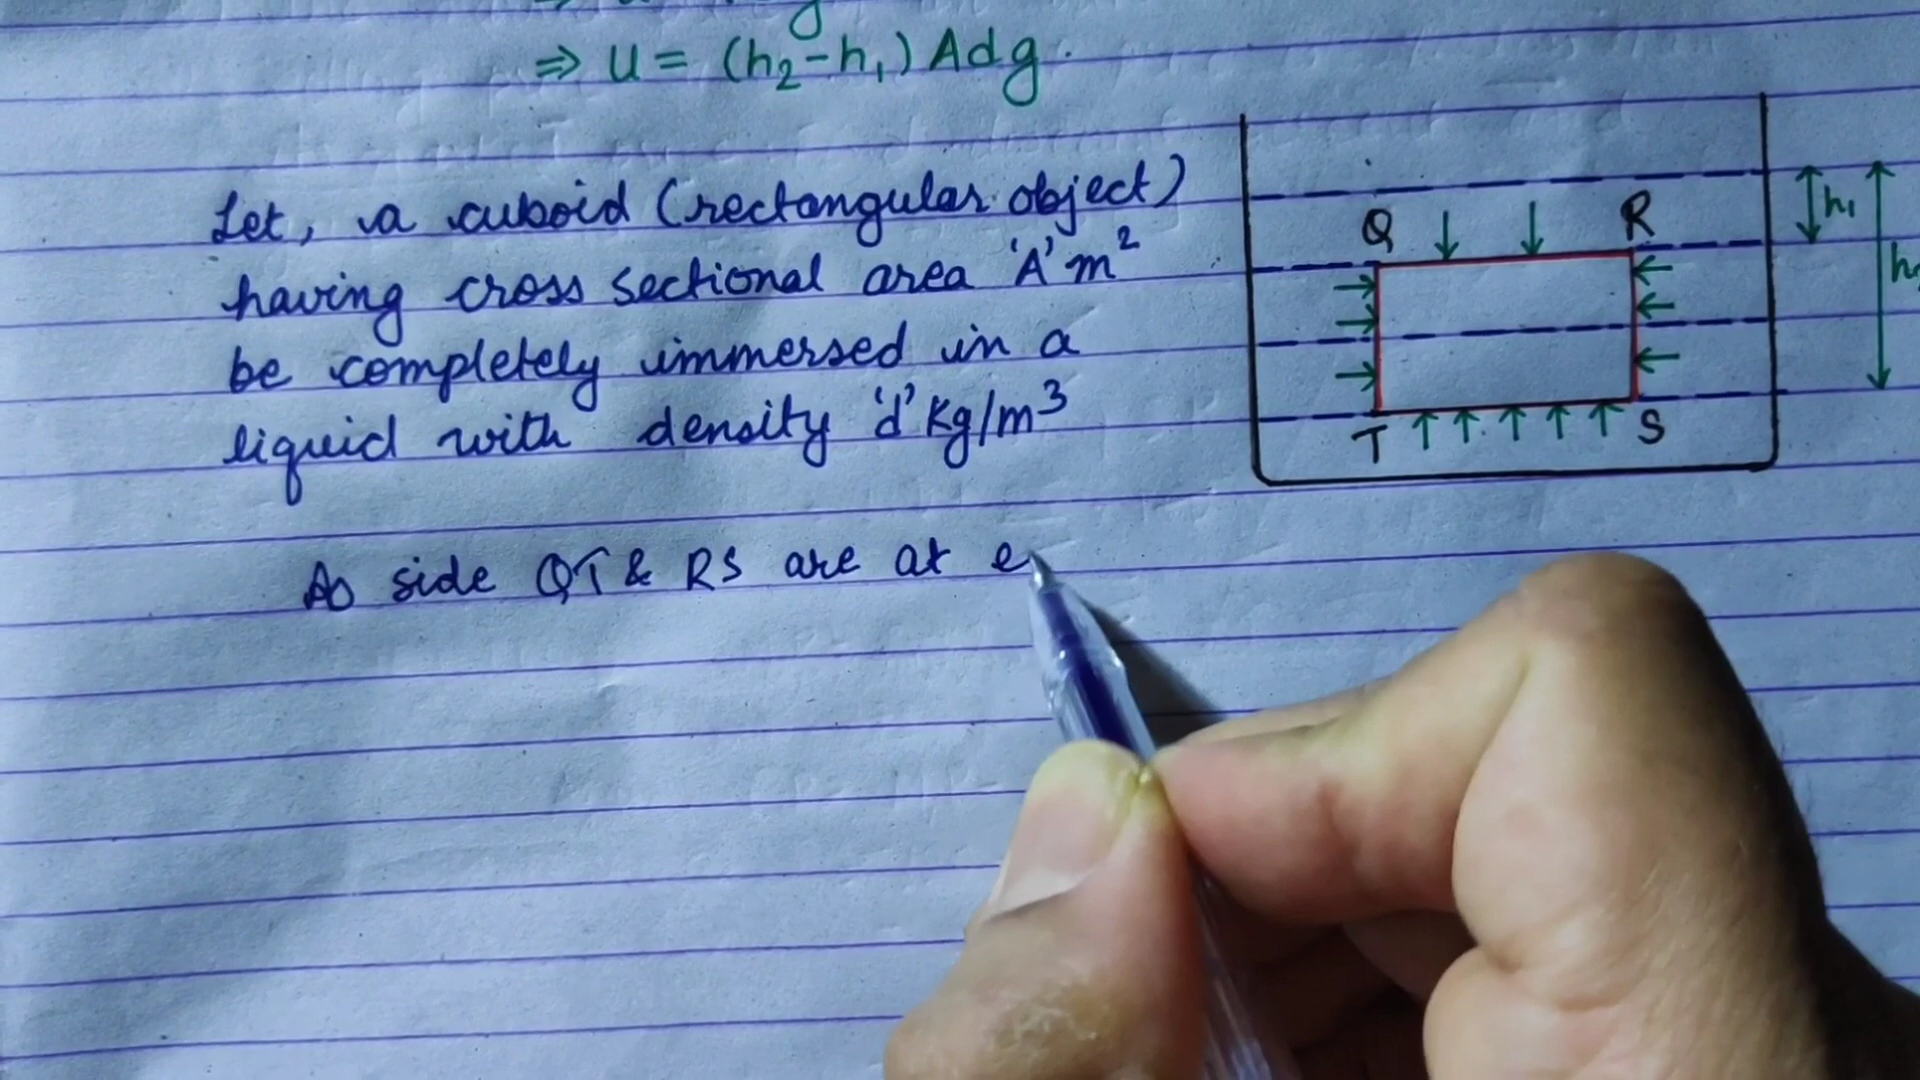 ⇒ U = (h₂-h₁) Adg.
Let, a cuboid (rectangular object)
having cross sectional area 'A' m²
be completely immersed in a
liquid with density 'd' Kg/m³
As side QT & RS are at e
Q R
h₁
T S